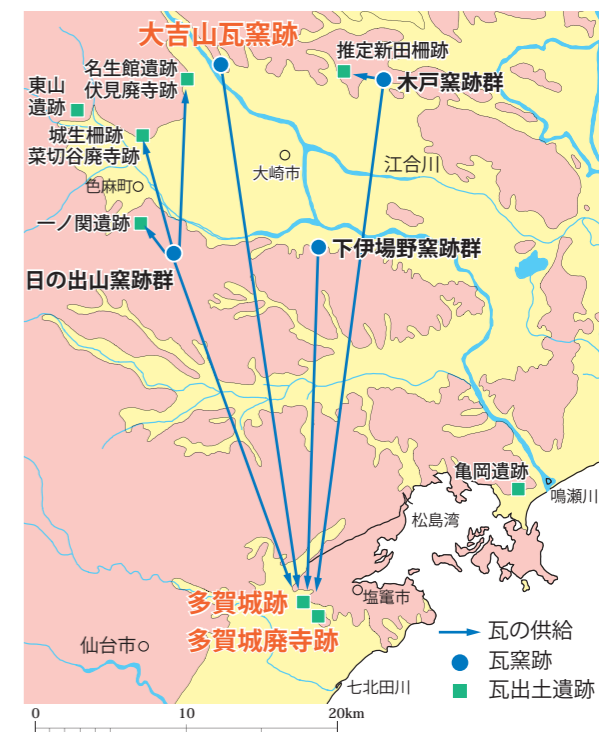 大吉山瓦窯跡
推定新田柵跡
名生館遺跡
伏見廃寺跡
木戸窯跡群
東山
遺跡
城生柵跡
菜切谷廃寺跡
大崎市
江合川
色麻町
一ノ関遺跡
下伊場野窯跡群
日の出山窯跡群
亀岡遺跡
鳴瀬川
松島湾
塩竈市
多賀城跡
多賀城廃寺跡
仙台市
七北田川
瓦の供給
瓦窯跡
瓦出土遺跡
0 10 20km